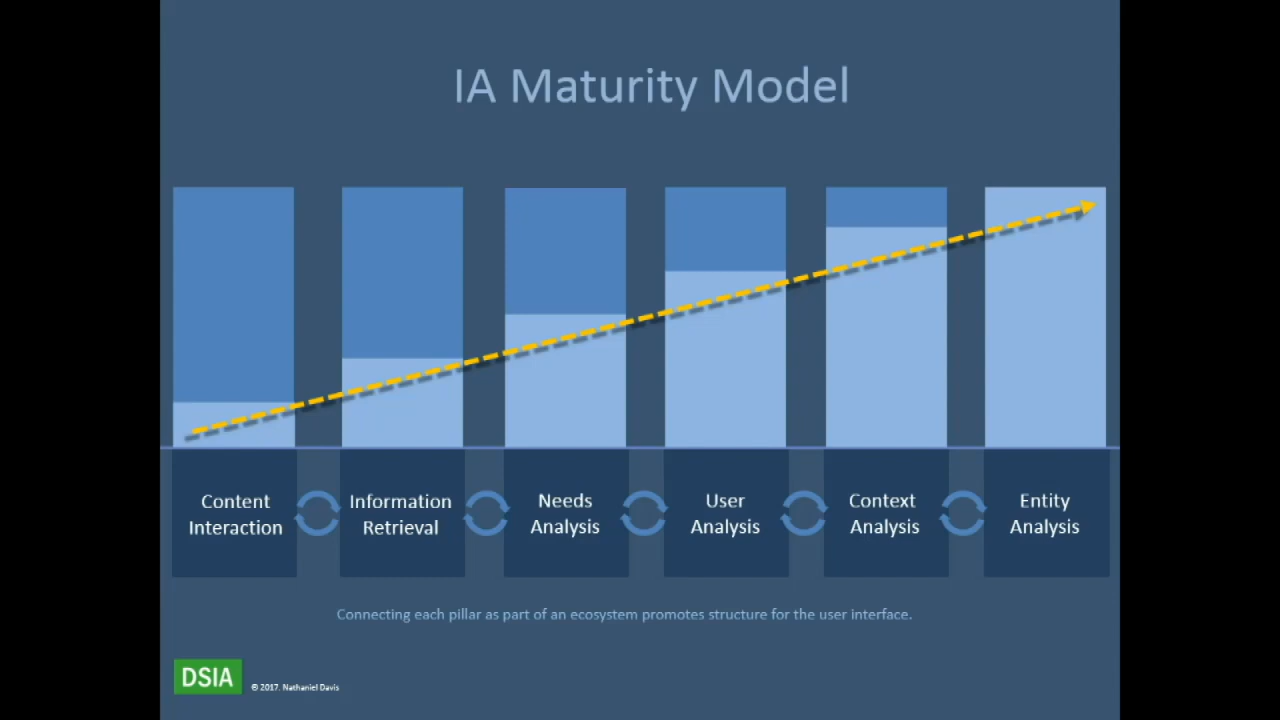 IA Maturity Model
Content
Interaction
Information
Retrieval
Needs
Analysis
User
Analysis
Context
Analysis
Entity
Analysis
Connecting each pillar as part of an ecosystem promotes structure for the user interface.
DSIA
© 2017. Nathaniel Davis